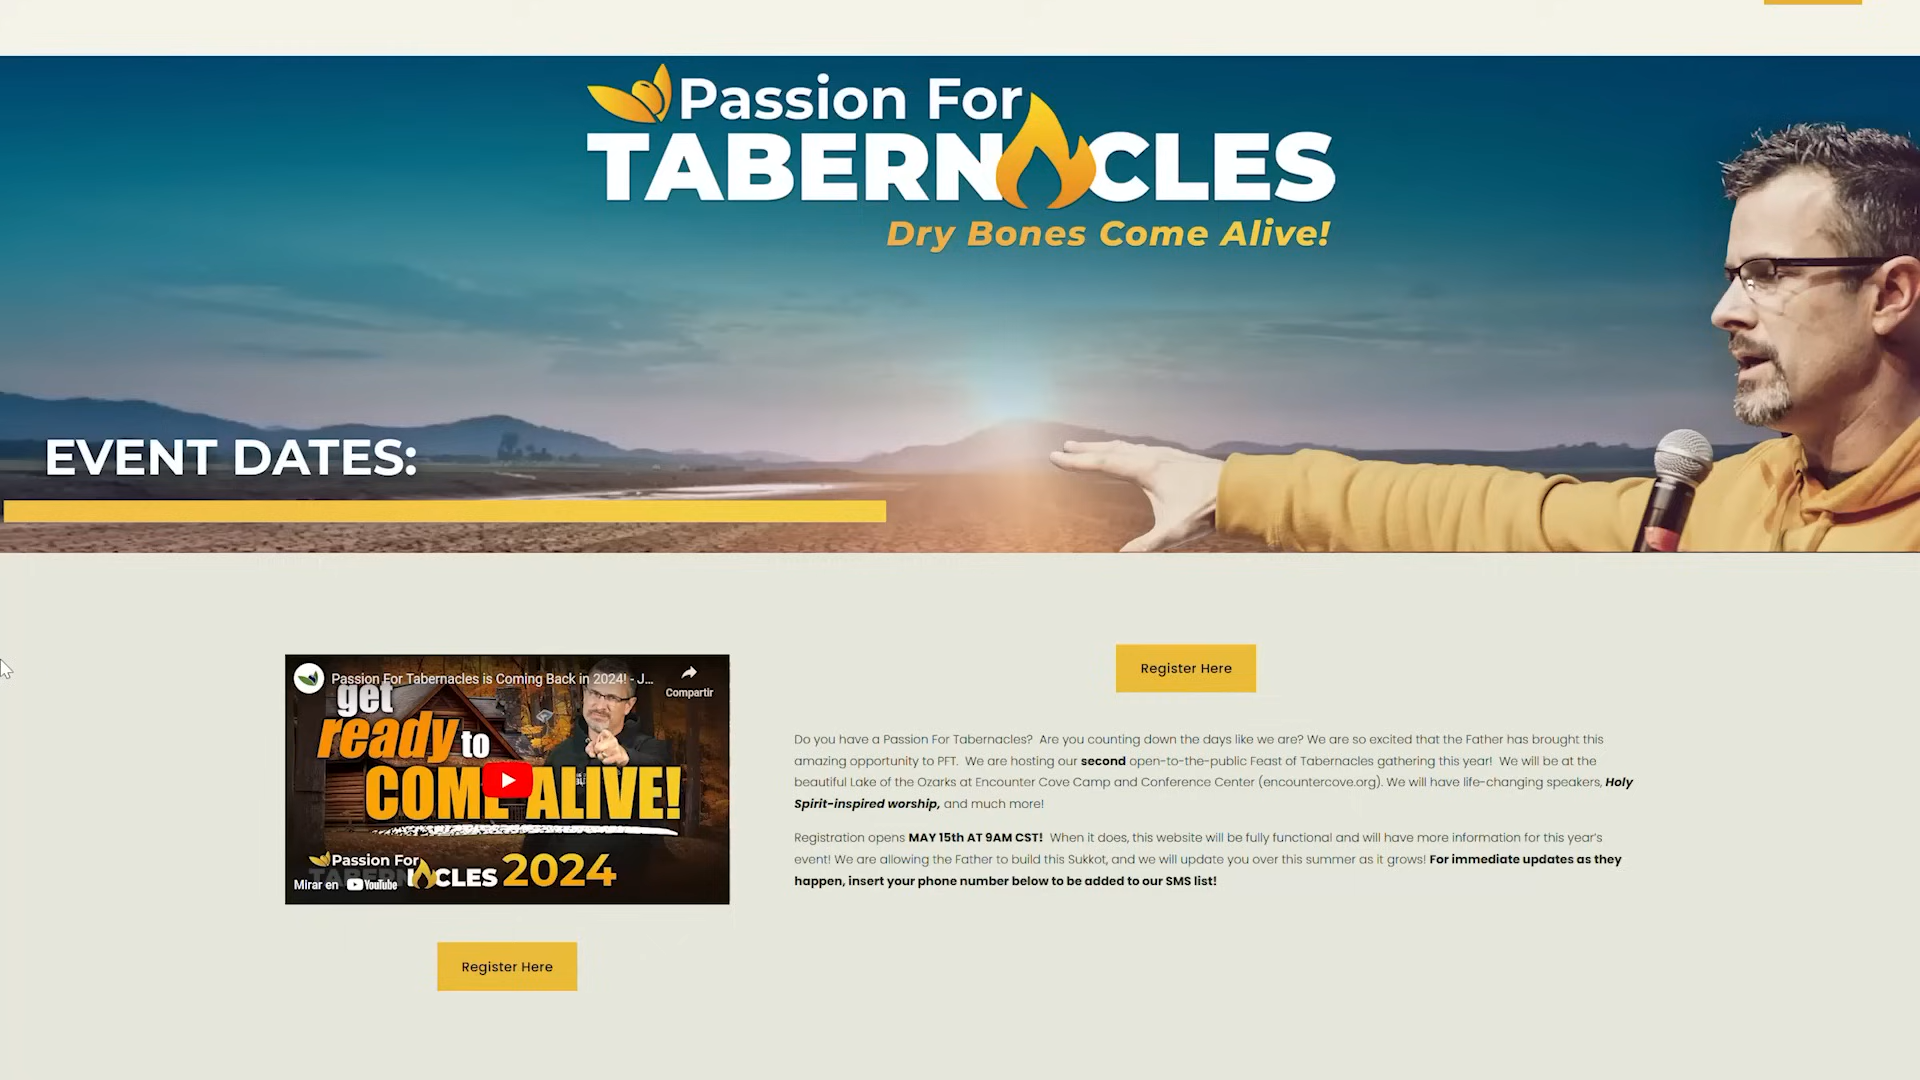 Passion For
TABERNACLES
Dry Bones Come Alive!
EVENT DATES:
Passion For Tabernacles is Coming Back in 2024! - J...
Compartir
get
ready to
COME ALIVE!
Passion For
TABERNACLES 2024
Mirar en YouTube
Register Here
Register Here
Do you have a Passion For Tabernacles? Are you counting down the days like we are? We are so excited that the Father has brought this
amazing opportunity to PFT. We are hosting our second open-to-the-public Feast of Tabernacles gathering this year! We will be at the
beautiful Lake of the Ozarks at Encounter Cove Camp and Conference Center (encountercove.org). We will have life-changing speakers, Holy
Spirit-inspired worship, and much more!
Registration opens MAY 15th AT 9AM CST! When it does, this website will be fully functional and will have more information for this year's
event! We are allowing the Father to build this Sukkot, and we will update you over this summer as it grows! For immediate updates as they
happen, insert your phone number below to be added to our SMS list!